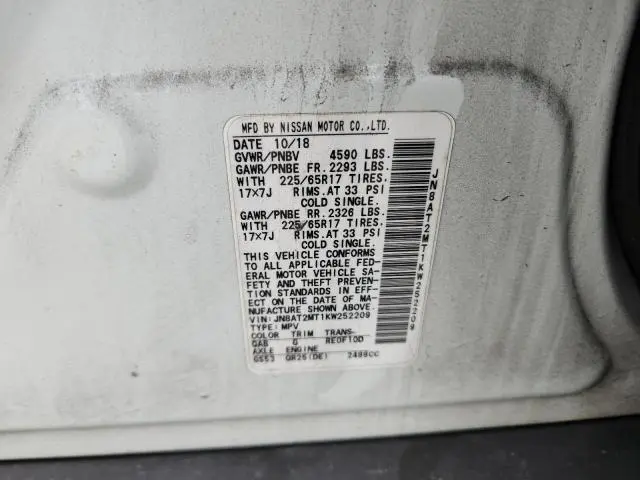 MFD BY NISSAN MOTOR CO.,LTD.
DATE 10/18
GVWR/PNBV 4590 LBS.
GAWR/PNBE FR. 2293 LBS.
WITH 225/65R17 TIRES.
17×7J RIMS. AT 33 PSI
COLD SINGLE.
GAWR/PNBE RR. 2326 LBS.
WITH 225/65R17 TIRES.
17×7J RIMS. AT 33 PSI
COLD SINGLE.
THIS VEHICLE CONFORMS
TO ALL APPLICABLE FED-
ERAL MOTOR VEHICLE SA-
FETY AND THEFT PREVEN-
TION STANDARDS IN EFF-
ECT ON THE DATE OF MA-
NUFACTURE SHOWN ABOVE.
VIN: JN8AT2MT1KW252209
TYPE: MPV
COLOR TRIM TRANS-
QAB G RE0F10D
AXLE ENGINE
GS53 QR25(DE) 2488CC
JN8AT2MT1KW252209